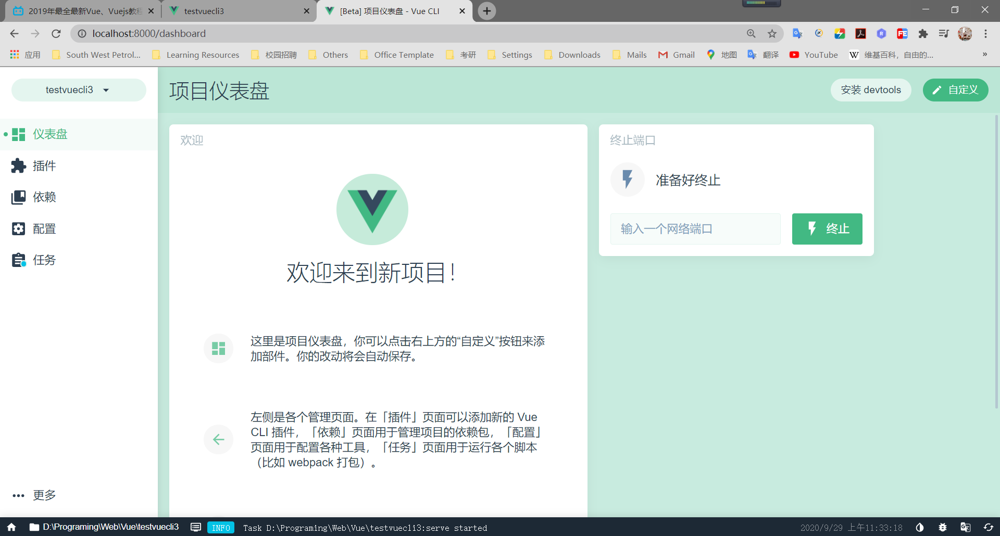 2019年最全最新Vue、Vuejs教程
testvuecli3
[Beta] 项目仪表盘 - Vue CLI
localhost:8000/dashboard
应用
South West Petrol...
Learning Resources
校园招聘
Others
Office Template
考研
Settings
Downloads
Mails
Gmail
地图
翻译
YouTube
维基百科，自由的...
»
testvuecli3
项目仪表盘
安装 devtools
自定义
仪表盘
插件
依赖
配置
任务
更多
欢迎
欢迎来到新项目！
这里是项目仪表盘，你可以点击右上方的“自定义”按钮来添
加部件。你的改动将会自动保存。
左侧是各个管理页面。在「插件」页面可以添加新的 Vue
CLI 插件，「依赖」页面用于管理项目的依赖包，「配置」
页面用于配置各种工具，「任务」页面用于运行各个脚本
（比如 webpack 打包）。
终止端口
准备好终止
输入一个网络端口
终止
D:\Programing\Web\Vue\testvuecli3
INFO
Task D:\Programing\Web\Vue\testvuecli3:serve started
2020/9/29 上午11:33:18